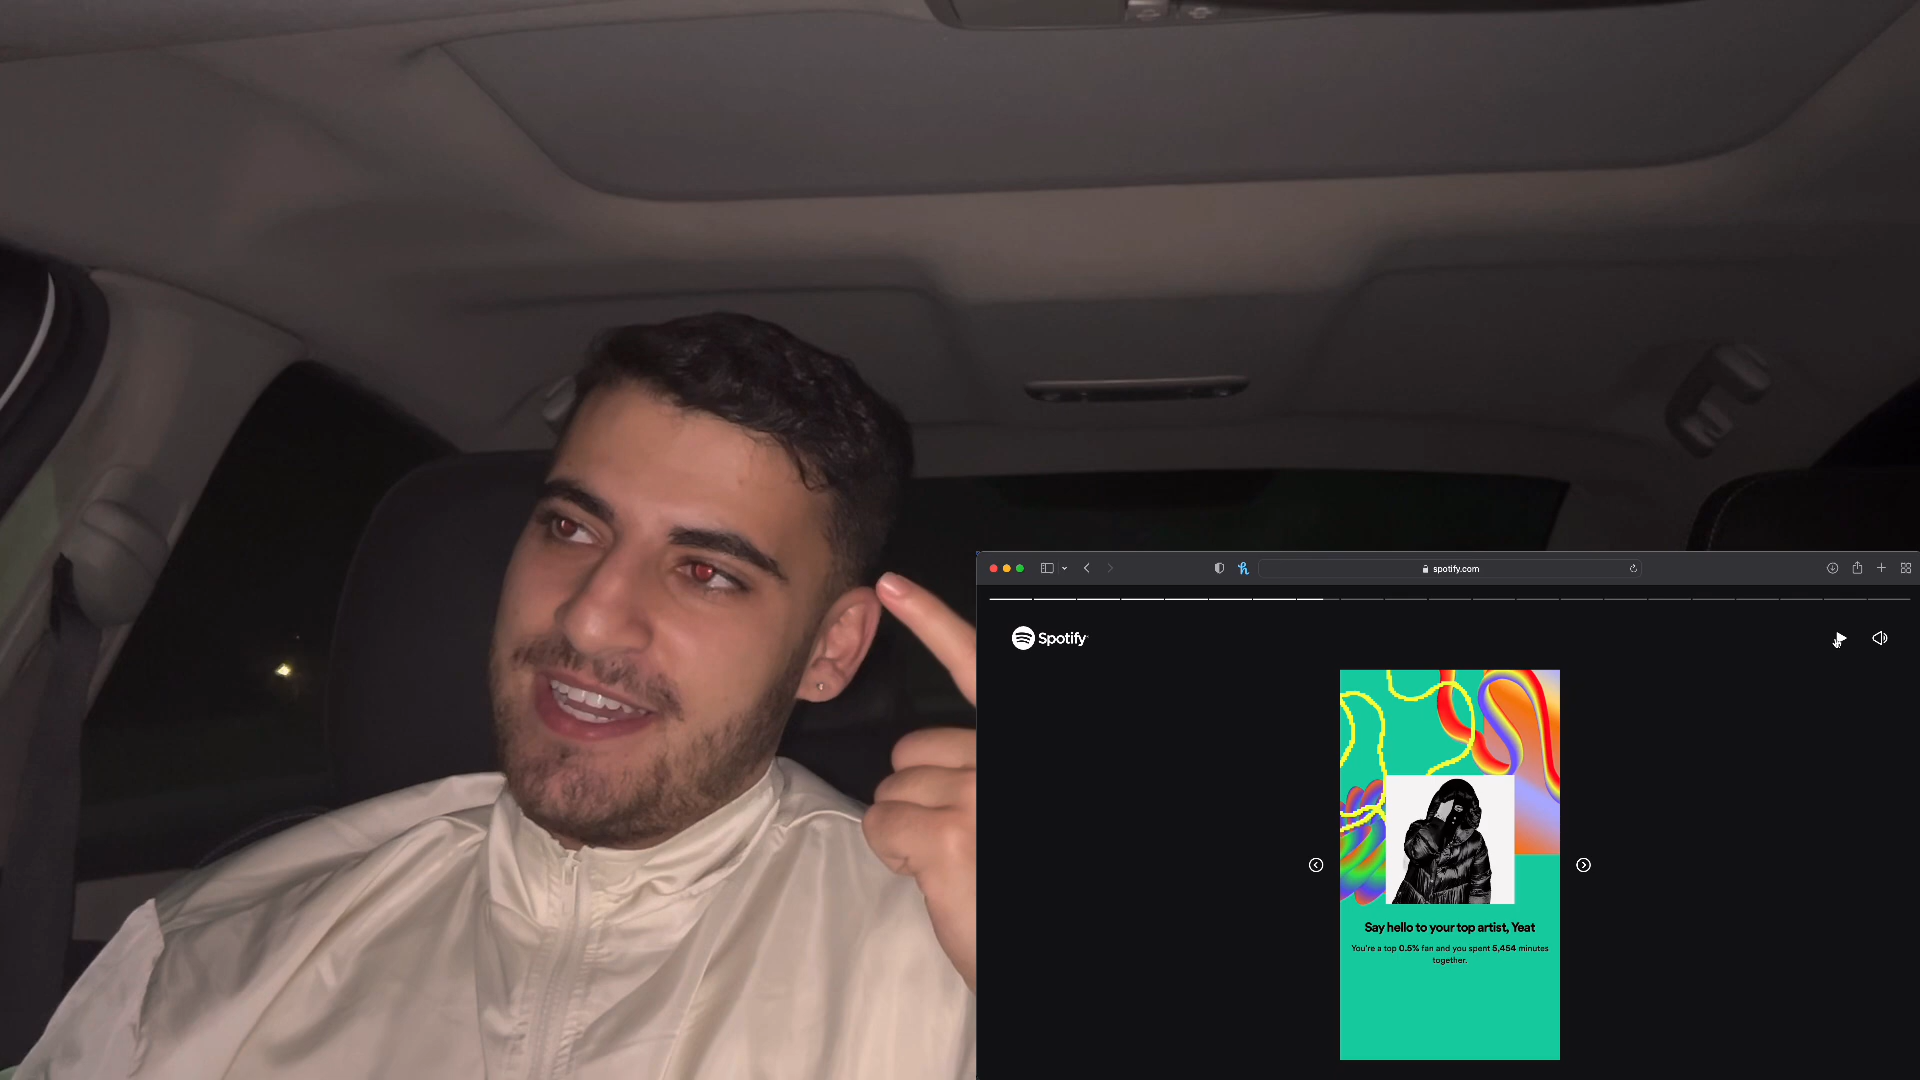 spotify.com
Spotify
Say hello to your top artist, Yeat
You're a top 0.5% fan and you spent 5,454 minutes
together.